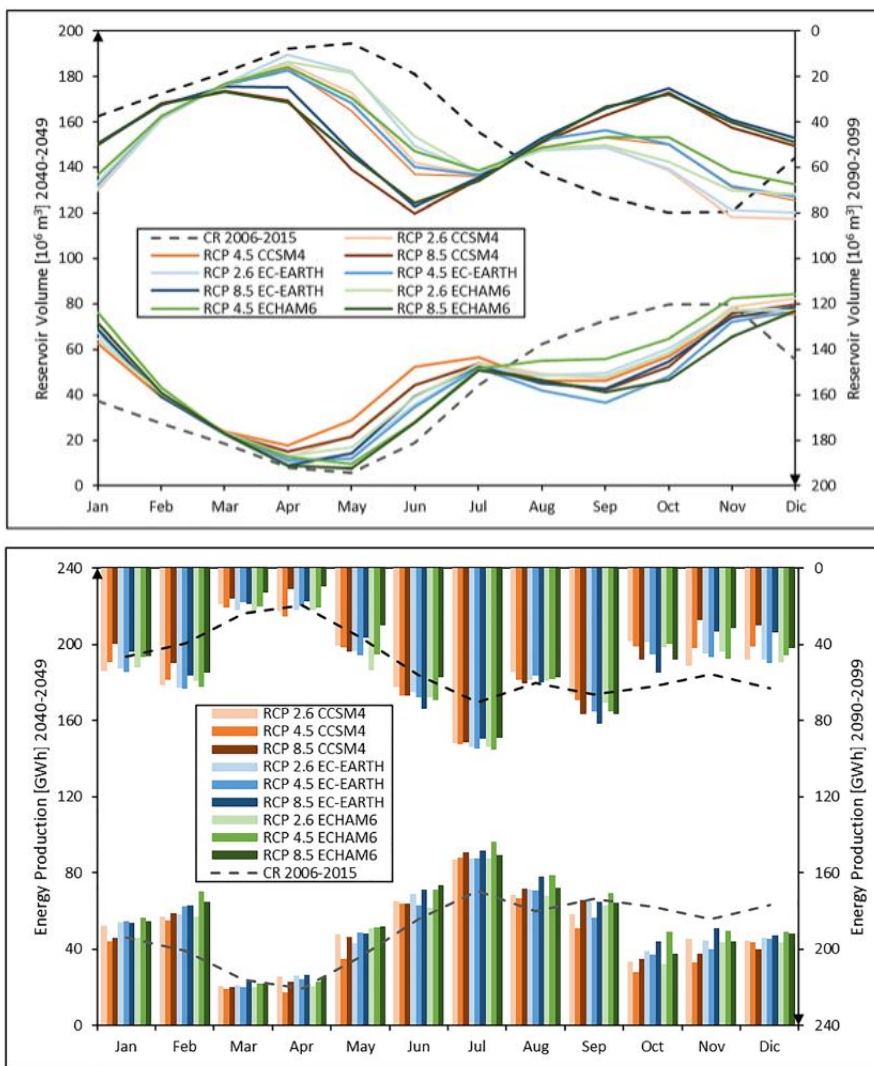 200 0
180 20
160 40
140 60
120 80
100 100
80 120
60 140
40 160
20 180
0 200
Reservoir Volume [10⁶ m³] 2040-2049
Reservoir Volume [10⁶ m³] 2090-2099
CR 2006-2015 RCP 2.6 CCSM4
RCP 4.5 CCSM4 RCP 8.5 CCSM4
RCP 2.6 EC-EARTH RCP 4.5 EC-EARTH
RCP 8.5 EC-EARTH RCP 2.6 ECHAM6
RCP 4.5 ECHAM6 RCP 8.5 ECHAM6
Jan Feb Mar Apr May Jun Jul Aug Sep Oct Nov Dic
240 0
200 40
160 80
120 120
80 160
40 200
0 240
Energy Production [GWh] 2040-2049
Energy Production [GWh] 2090-2099
RCP 2.6 CCSM4
RCP 4.5 CCSM4
RCP 8.5 CCSM4
RCP 2.6 EC-EARTH
RCP 4.5 EC-EARTH
RCP 8.5 EC-EARTH
RCP 2.6 ECHAM6
RCP 4.5 ECHAM6
RCP 8.5 ECHAM6
CR 2006-2015
Jan Feb Mar Apr May Jun Jul Aug Sep Oct Nov Dic